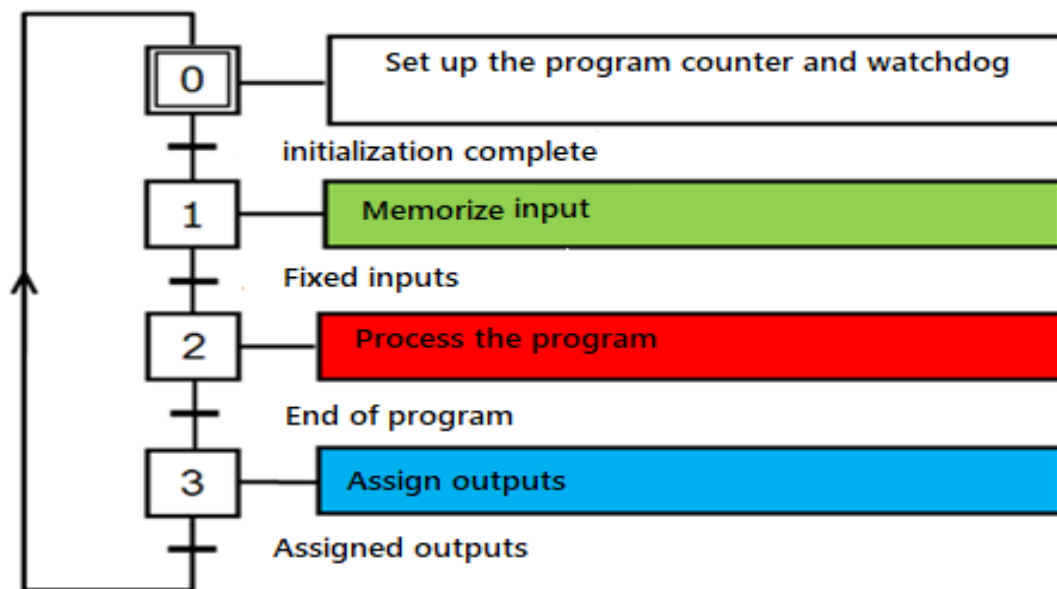 0
Set up the program counter and watchdog
initialization complete
1
Memorize input
Fixed inputs
2
Process the program
End of program
3
Assign outputs
Assigned outputs